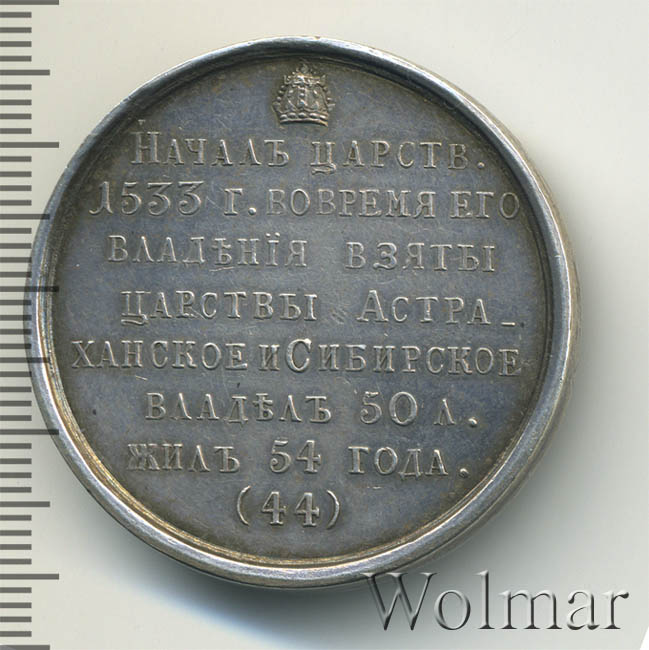 НАЧАЛЪ ЦАРСТВ.
1533 Г. ВОВРЕМЯ ЕГО
ВЛАДѢНІЯ ВЗЯТЫ
ЦАРСТВЫ АСТРА_
ХАНСКОЕ И СИБИРСКОЕ
ВЛАДѢЛЪ 50 Л.
ЖИЛЪ 54 ГОДА.
(44)
Wolmar